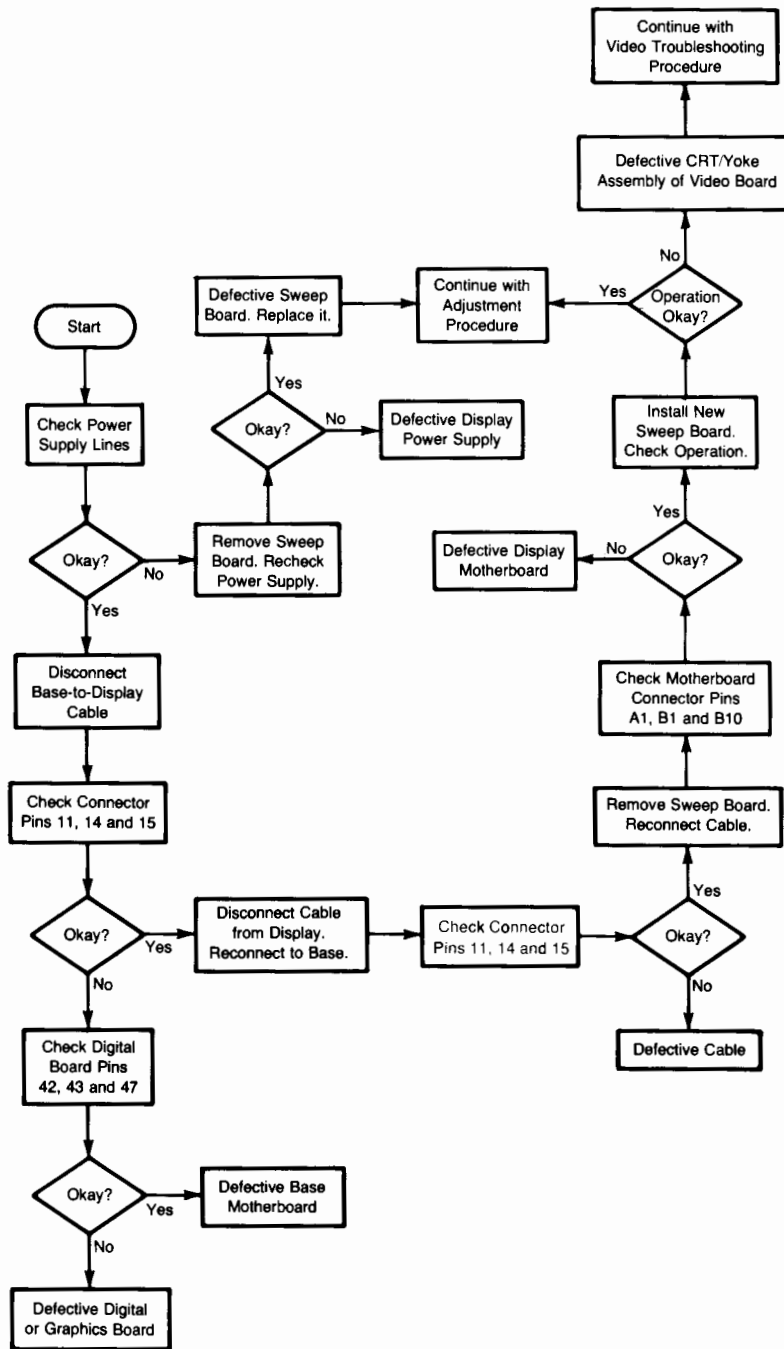 Start
Check Power
Supply Lines
Okay?
No
Yes
Remove Sweep
Board. Recheck
Power Supply.
Okay?
No
Defective Display
Power Supply
Yes
Defective Sweep
Board. Replace it.
Continue with
Adjustment
Procedure
Disconnect
Base-to-Display
Cable
Check Connector
Pins 11, 14 and 15
Okay?
Yes
No
Check Digital
Board Pins
42, 43 and 47
Okay?
Yes
Defective Base
Motherboard
No
Defective Digital
or Graphics Board
Disconnect Cable
from Display.
Reconnect to Base.
Check Connector
Pins 11, 14 and 15
Okay?
No
Defective Cable
Yes
Remove Sweep Board.
Reconnect Cable.
Check Motherboard
Connector Pins
A1, B1 and B10
Okay?
No
Defective Display
Motherboard
Yes
Install New
Sweep Board.
Check Operation.
Operation
Okay?
Yes
No
Defective CRT/Yoke
Assembly of Video Board
Continue with
Video Troubleshooting
Procedure